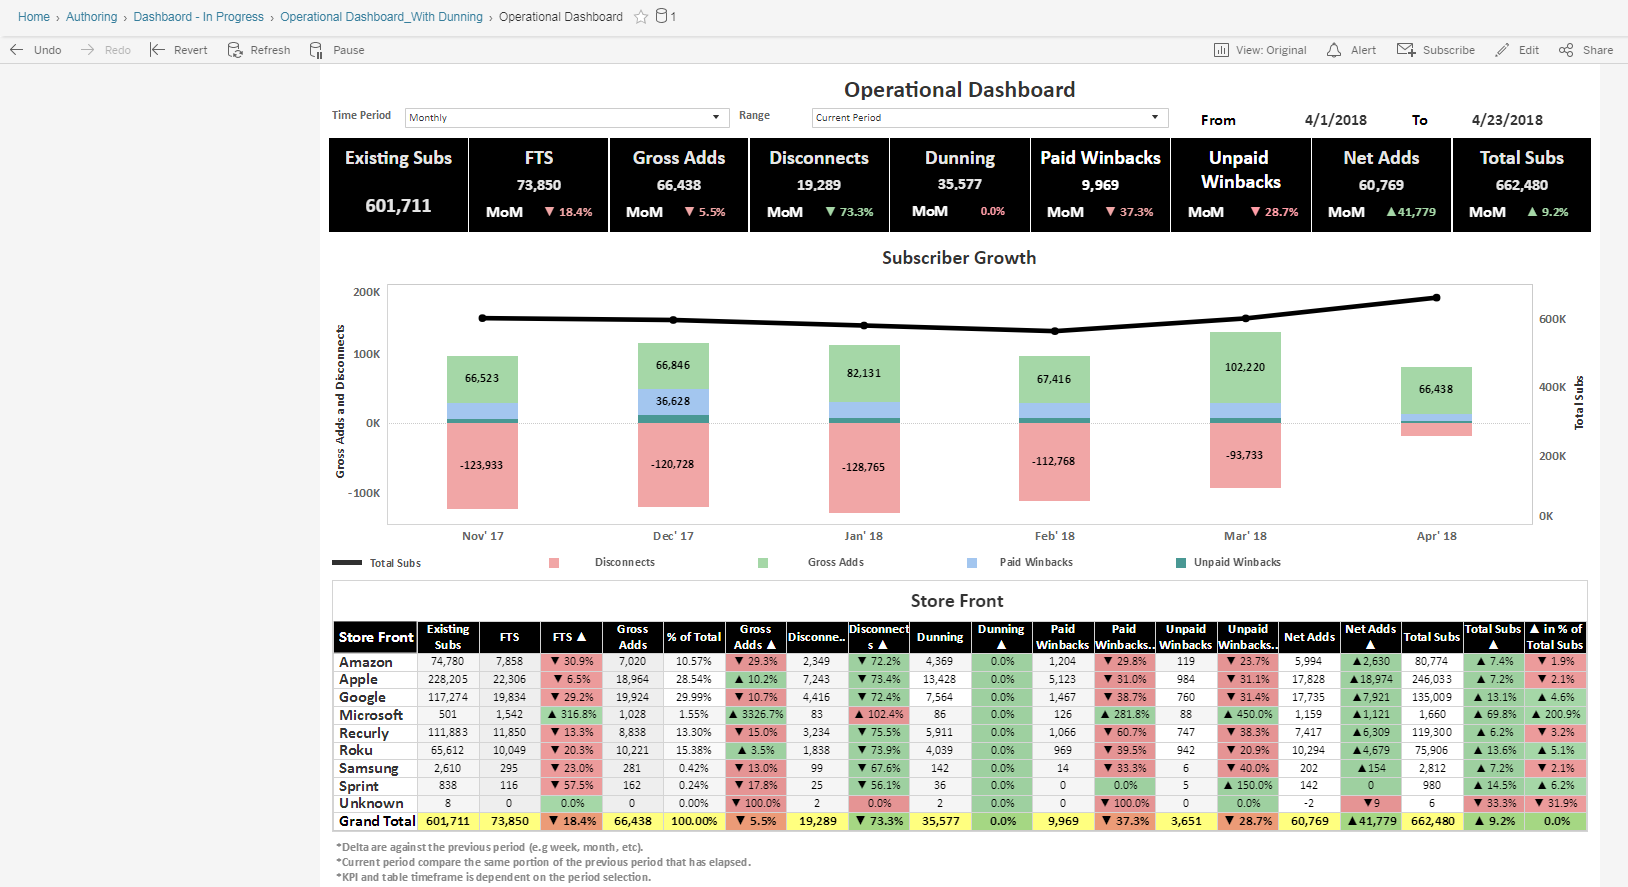 Home › Authoring › Dashbaord - In Progress › Operational Dashboard_With Dunning › Operational Dashboard 1
Undo Redo Revert Refresh Pause View: Original Alert Subscribe Edit Share
Operational Dashboard
Time Period Monthly Range Current Period From 4/1/2018 To 4/23/2018
Existing Subs FTS Gross Adds Disconnects Dunning Paid Winbacks Unpaid Winbacks Net Adds Total Subs
601,711 73,850 66,438 19,289 35,577 9,969 60,769 662,480
MoM ▼ 18.4% MoM ▼ 5.5% MoM ▼ 73.3% MoM 0.0% MoM ▼ 37.3% MoM ▼ 28.7% MoM ▲41,779 MoM ▲ 9.2%
Subscriber Growth
Gross Adds and Disconnects
200K
100K
0K
-100K
66,523 66,846 82,131 67,416 102,220 66,438
36,628
-123,933 -120,728 -128,765 -112,768 -93,733
600K
400K
200K
0K
Total Subs
Nov' 17 Dec' 17 Jan' 18 Feb' 18 Mar' 18 Apr' 18
Total Subs Disconnects Gross Adds Paid Winbacks Unpaid Winbacks
Store Front
Store Front Existing Subs FTS FTS ▲ Gross Adds % of Total Gross Adds ▲ Disconne.. Disconnects ▲ Dunning Dunning ▲ Paid Winbacks Paid Winbacks.. Unpaid Winbacks Unpaid Winbacks.. Net Adds Net Adds ▲ Total Subs Total Subs ▲ ▲ in % of Total Subs
Amazon 74,780 7,858 ▼ 30.9% 7,020 10.57% ▼ 29.3% 2,349 ▼ 72.2% 4,369 0.0% 1,204 ▼ 29.8% 119 ▼ 23.7% 5,994 ▲2,630 80,774 ▲ 7.4% ▼ 1.9%
Apple 228,205 22,306 ▼ 6.5% 18,964 28.54% ▲ 10.2% 7,243 ▼ 73.4% 13,428 0.0% 5,123 ▼ 31.0% 984 ▼ 31.1% 17,828 ▲18,974 246,033 ▲ 7.2% ▼ 2.1%
Google 117,274 19,834 ▼ 29.2% 19,924 29.99% ▼ 10.7% 4,416 ▼ 72.4% 7,564 0.0% 1,467 ▼ 38.7% 760 ▼ 31.4% 17,735 ▲7,921 135,009 ▲ 13.1% ▲ 4.6%
Microsoft 501 1,542 ▲ 316.8% 1,028 1.55% ▲ 3326.7% 83 ▲ 102.4% 86 0.0% 126 ▲ 281.8% 88 ▲ 450.0% 1,159 ▲1,121 1,660 ▲ 69.8% ▲ 200.9%
Recurly 111,883 11,850 ▼ 13.3% 8,838 13.30% ▼ 15.0% 3,234 ▼ 75.5% 5,911 0.0% 1,066 ▼ 60.7% 747 ▼ 38.3% 7,417 ▲6,309 119,300 ▲ 6.2% ▼ 3.2%
Roku 65,612 10,049 ▼ 20.3% 10,221 15.38% ▲ 3.5% 1,838 ▼ 73.9% 4,039 0.0% 969 ▼ 39.5% 942 ▼ 20.9% 10,294 ▲4,679 75,906 ▲ 13.6% ▲ 5.1%
Samsung 2,610 295 ▼ 23.0% 281 0.42% ▼ 13.0% 99 ▼ 67.6% 142 0.0% 14 ▼ 33.3% 6 ▼ 40.0% 202 ▲154 2,812 ▲ 7.2% ▼ 2.1%
Sprint 838 116 ▼ 57.5% 162 0.24% ▼ 17.8% 25 ▼ 56.1% 36 0.0% 0 0.0% 5 ▲ 150.0% 142 0 980 ▲ 14.5% ▲ 6.2%
Unknown 8 0 0.0% 0 0.00% ▼ 100.0% 2 0.0% 2 0.0% 0 ▼ 100.0% 0 0.0% -2 ▼9 6 ▼ 33.3% ▼ 31.9%
Grand Total 601,711 73,850 ▼ 18.4% 66,438 100.00% ▼ 5.5% 19,289 ▼ 73.3% 35,577 0.0% 9,969 ▼ 37.3% 3,651 ▼ 28.7% 60,769 ▲41,779 662,480 ▲ 9.2% 0.0%
*Delta are against the previous period (e.g week, month, etc).
*Current period compare the same portion of the previous period that has elapsed.
*KPI and table timeframe is dependent on the period selection.